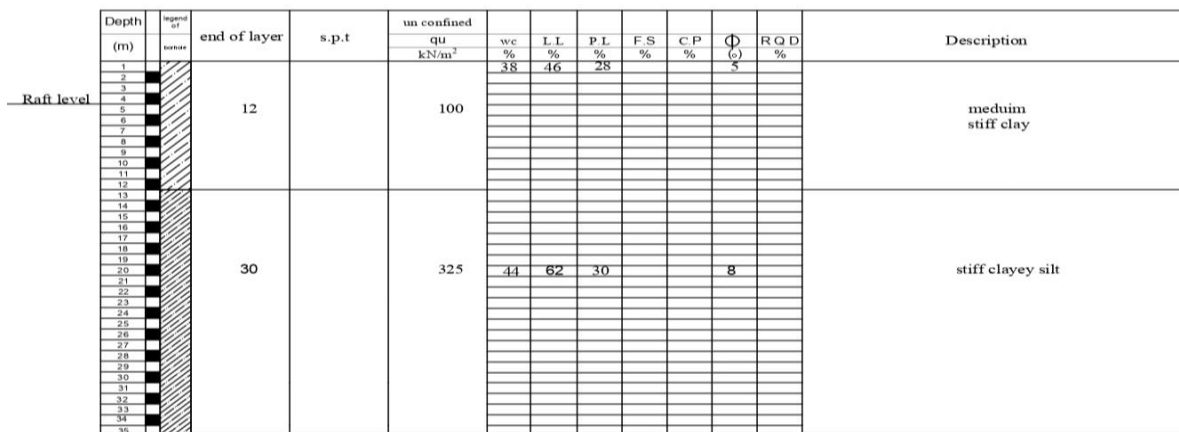 Depth
(m)
legend
of
borhole
end of layer
s.p.t
un confined
qu
kN/m²
wc
%
L.L
%
P.L
%
F.S
%
C.P
%
Φ
(o)
R Q D
%
Description
38 46 28 5
Raft level
12 100 meduim
stiff clay
30 325 44 62 30 8 stiff clayey silt
1
2
3
4
5
6
7
8
9
10
11
12
13
14
15
16
17
18
19
20
21
22
23
24
25
26
27
28
29
30
31
32
33
34
35